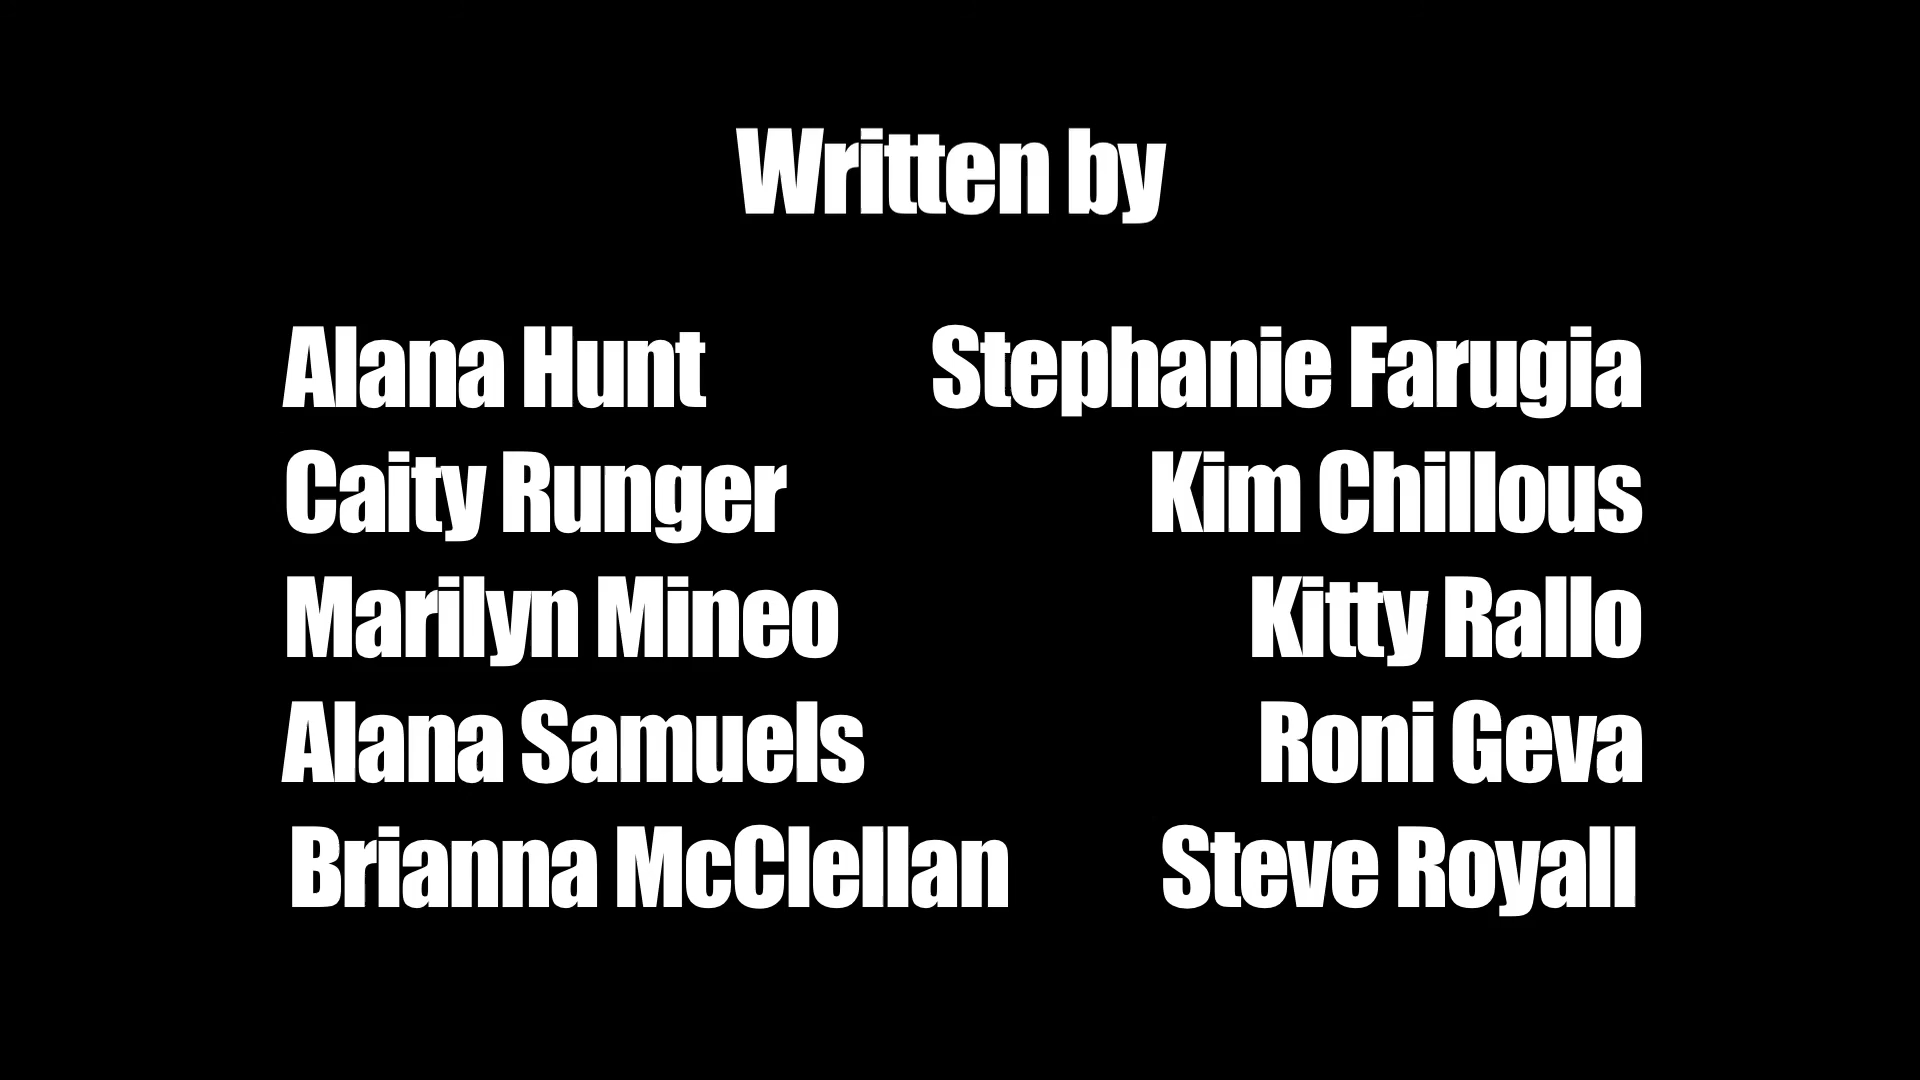 Written by
Alana Hunt Stephanie Farugia
Caity Runger Kim Chillous
Marilyn Mineo Kitty Rallo
Alana Samuels Roni Geva
Brianna McClellan Steve Royall